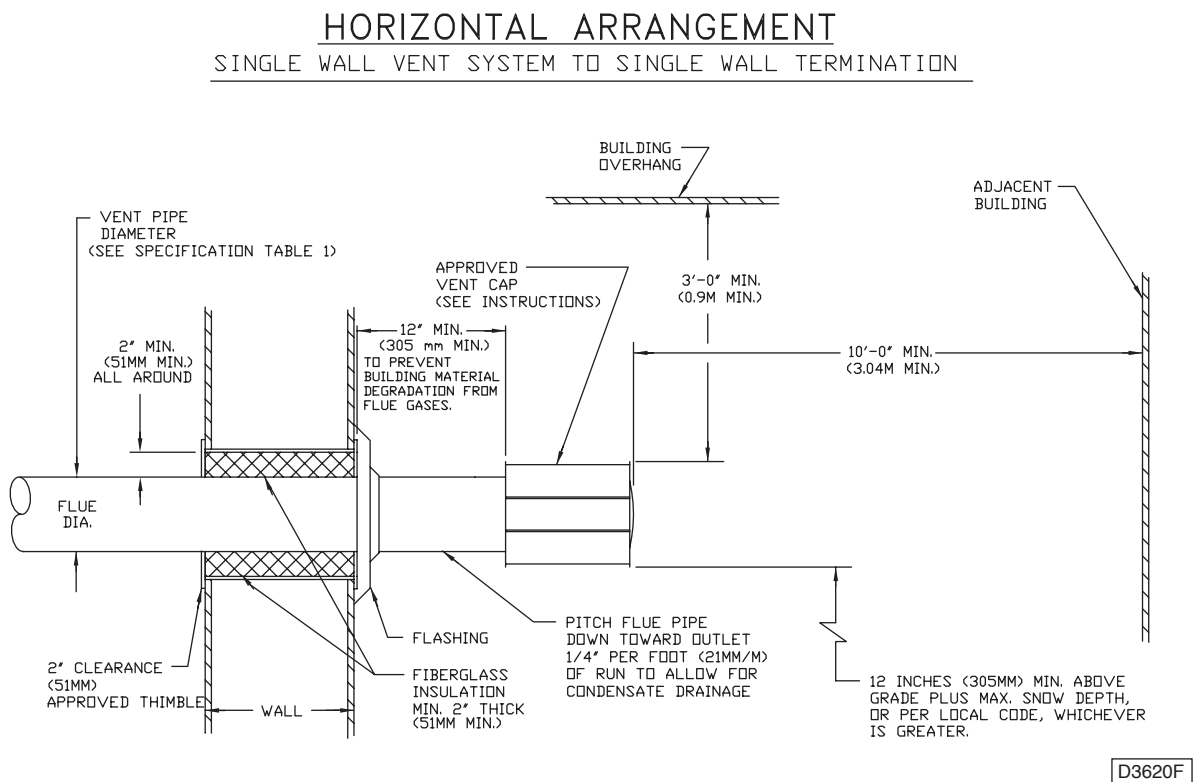 HORIZONTAL ARRANGEMENT
SINGLE WALL VENT SYSTEM TO SINGLE WALL TERMINATION
BUILDING
OVERHANG
ADJACENT
BUILDING
VENT PIPE
DIAMETER
(SEE SPECIFICATION TABLE 1)
APPROVED
VENT CAP
(SEE INSTRUCTIONS)
3'-0" MIN.
(0.9M MIN.)
2" MIN.
(51MM MIN.)
ALL AROUND
12" MIN.
(305 mm MIN.)
TO PREVENT
BUILDING MATERIAL
DEGRADATION FROM
FLUE GASES.
10'-0" MIN.
(3.04M MIN.)
FLUE
DIA.
2" CLEARANCE
(51MM)
APPROVED THIMBLE
WALL
FLASHING
FIBERGLASS
INSULATION
MIN. 2" THICK
(51MM MIN.)
PITCH FLUE PIPE
DOWN TOWARD OUTLET
1/4" PER FOOT (21MM/M)
OF RUN TO ALLOW FOR
CONDENSATE DRAINAGE
12 INCHES (305MM) MIN. ABOVE
GRADE PLUS MAX. SNOW DEPTH,
OR PER LOCAL CODE, WHICHEVER
IS GREATER.
D3620F